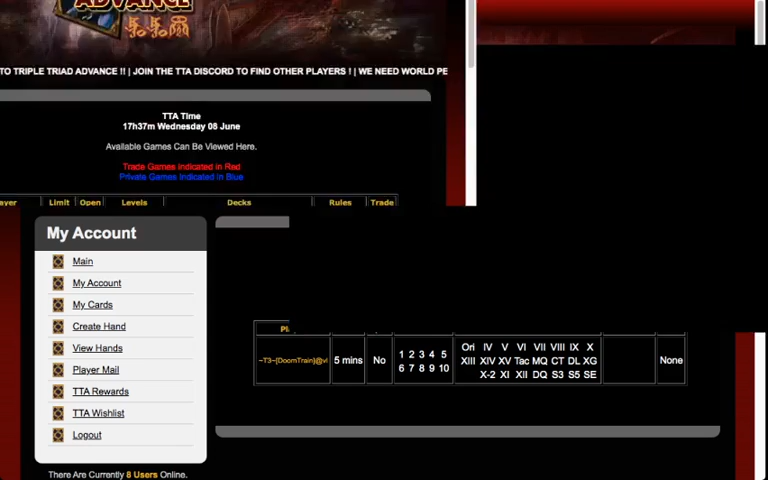 ADVANCE
TO TRIPLE TRIAD ADVANCE !! | JOIN THE TTA DISCORD TO FIND OTHER PLAYERS ! | WE NEED WORLD PE
TTA Time
17h37m Wednesday 08 June
Available Games Can Be Viewed Here.
Trade Games Indicated in Red
Private Games Indicated in Blue
ayer Limit Open Levels Decks Rules Trade
My Account
Main
My Account
My Cards
Create Hand
View Hands
Player Mail
TTA Rewards
TTA Wishlist
Logout
There Are Currently 8 Users Online.
Pl
~T3~[DoomTrain]@vl 5 mins No 1 2 3 4 5 Ori IV V VI VII VIII IX X None
6 7 8 9 10 XIII XIV XV Tac MQ CT DL XG
X-2 XI XII DQ S3 S5 SE